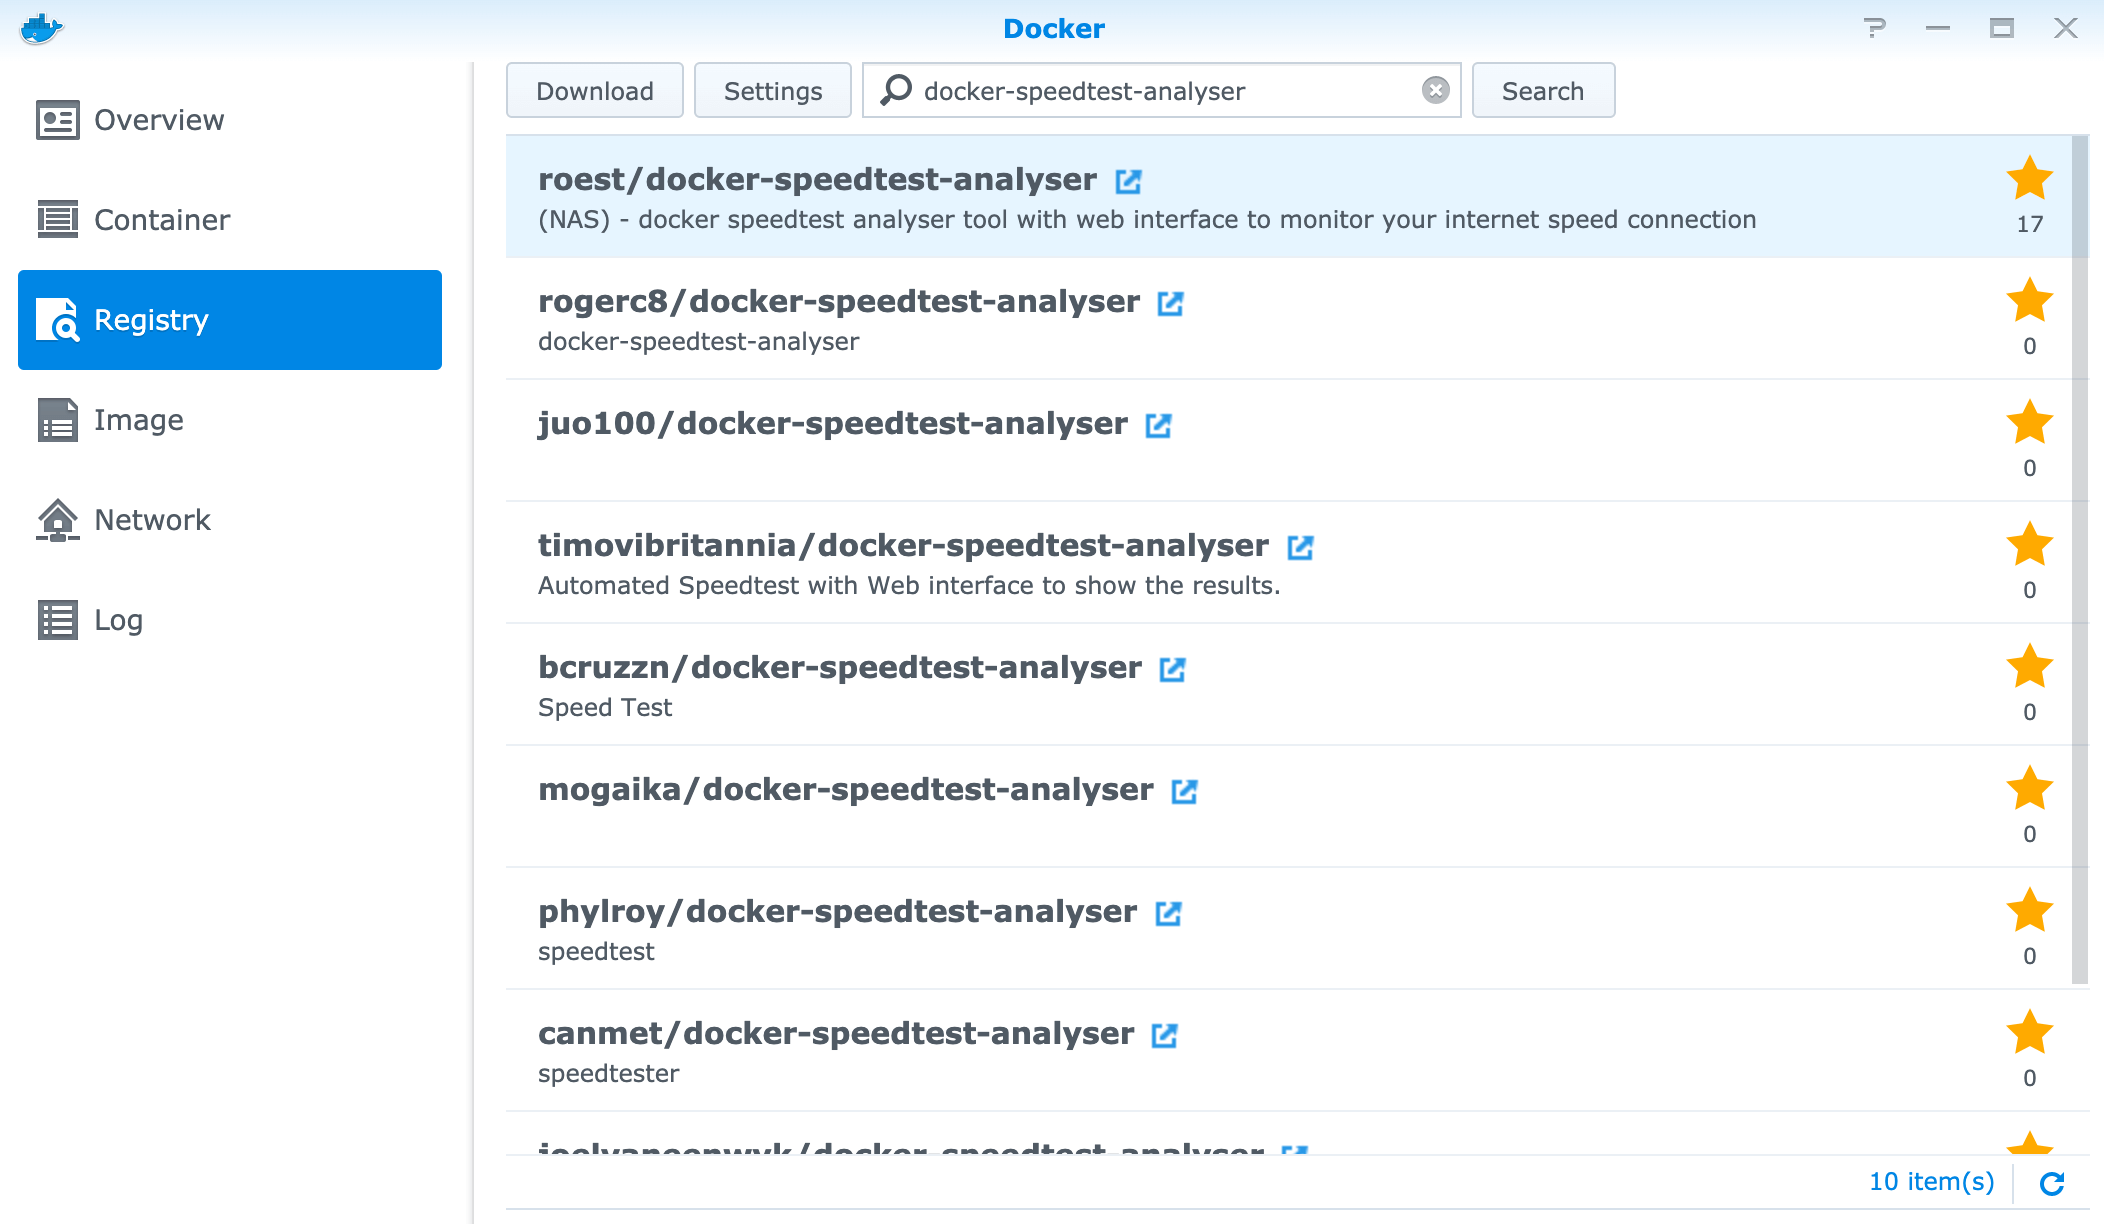 Docker
Overview
Container
Registry
Image
Network
Log
Download
Settings
docker-speedtest-analyser
Search
roest/docker-speedtest-analyser
(NAS) - docker speedtest analyser tool with web interface to monitor your internet speed connection
17
rogerc8/docker-speedtest-analyser
docker-speedtest-analyser
0
juo100/docker-speedtest-analyser
0
timovibritannia/docker-speedtest-analyser
Automated Speedtest with Web interface to show the results.
0
bcruzzn/docker-speedtest-analyser
Speed Test
0
mogaika/docker-speedtest-analyser
0
phylroy/docker-speedtest-analyser
speedtest
0
canmet/docker-speedtest-analyser
speedtester
0
joelvaneenwyk/docker-speedtest-analyser
10 item(s)